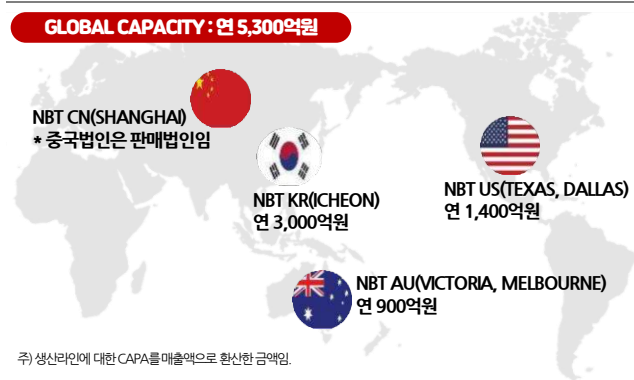 GLOBAL CAPACITY : 연 5,300억원
NBT CN(SHANGHAI)
* 중국법인은 판매법인임
NBT KR(ICHEON)
연 3,000억원
NBT US(TEXAS, DALLAS)
연 1,400억원
NBT AU(VICTORIA, MELBOURNE)
연 900억원
주) 생산라인에 대한 CAPA를 매출액으로 환산한 금액임.